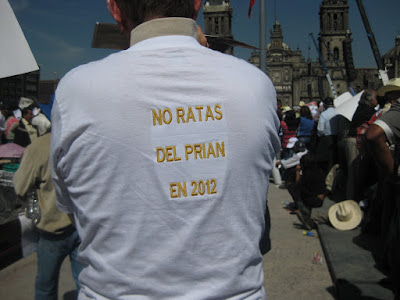 NO RATAS
DEL PRIAN
EN 2012